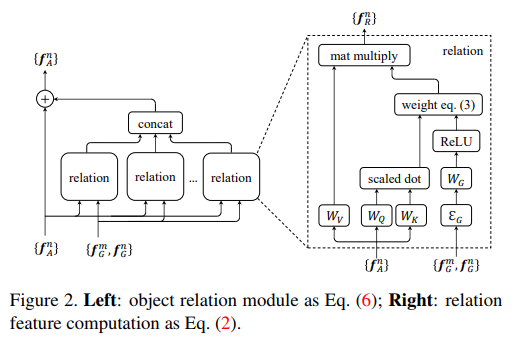 {f_R^n}
mat multiply
relation
{f_A^n}
+
weight eq. (3)
concat
ReLU
relation
relation
...
relation
scaled dot
W_G
W_V
W_Q
W_K
ε_G
{f_A^n}
{f_G^m, f_G^n}
{f_A^n}
{f_G^m, f_G^n}
Figure 2. Left: object relation module as Eq. (6); Right: relation
feature computation as Eq. (2).